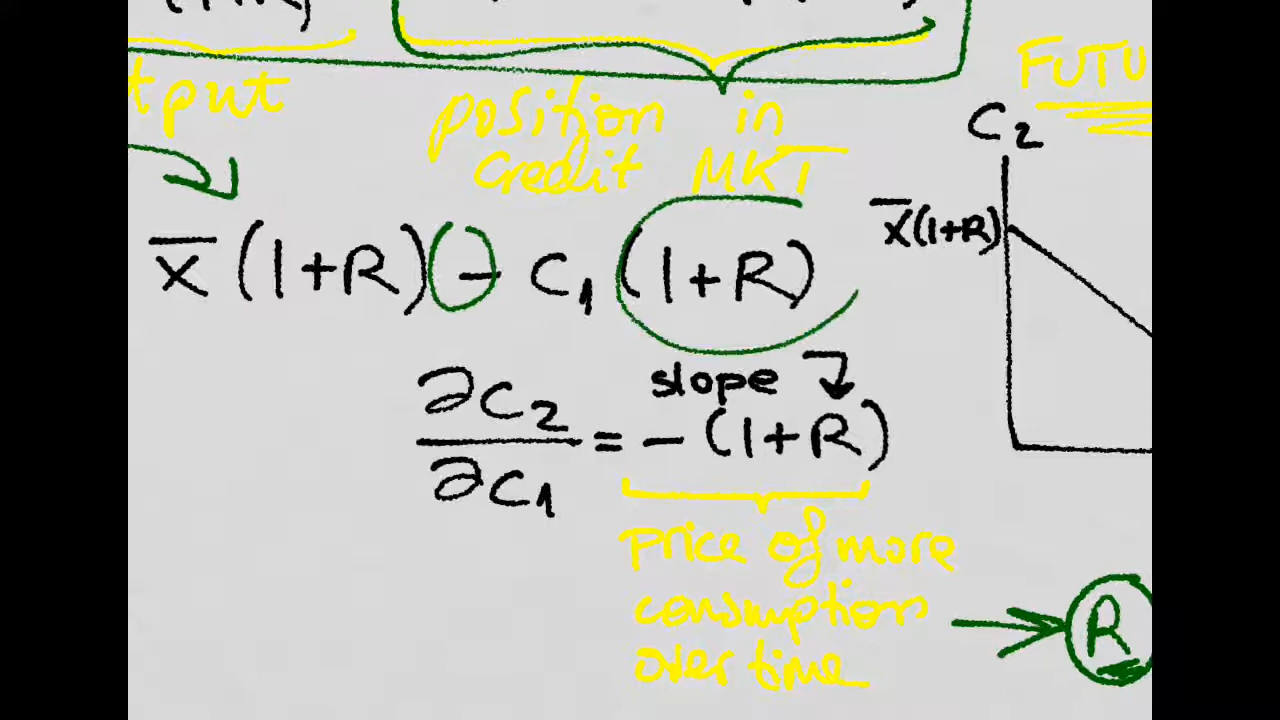 FUTU
tput
position in
credit MKT
C2
x̄(1+R) - C1(1+R)
x̄(1+R)
slope
∂C2/∂C1 = -(1+R)
Price of more
consumption
over time
R